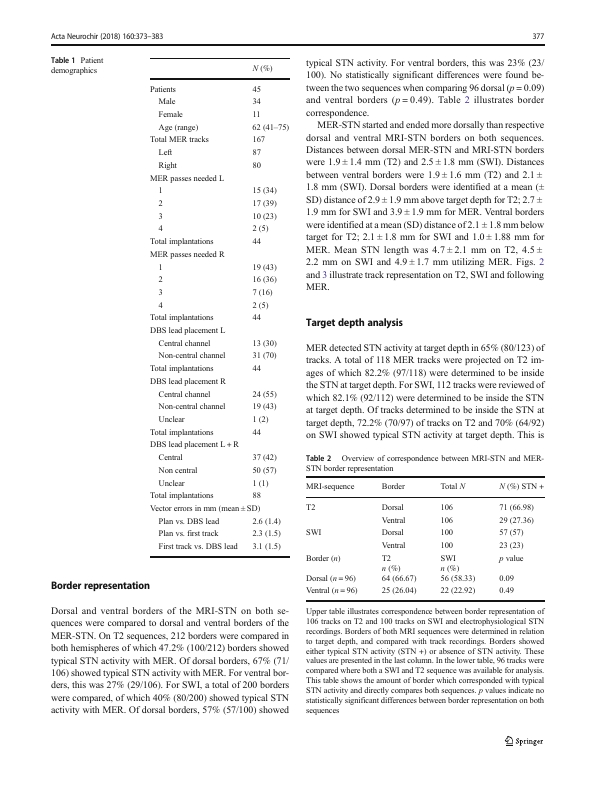 Acta Neurochir (2018) 160:373–383
377
Table 1 Patient
demographics
N (%)
Patients 45
Male 34
Female 11
Age (range) 62 (41–75)
Total MER tracks 167
Left 87
Right 80
MER passes needed L
1 15 (34)
2 17 (39)
3 10 (23)
4 2 (5)
Total implantations 44
MER passes needed R
1 19 (43)
2 16 (36)
3 7 (16)
4 2 (5)
Total implantations 44
DBS lead placement L
Central channel 13 (30)
Non-central channel 31 (70)
Total implantations 44
DBS lead placement R
Central channel 24 (55)
Non-central channel 19 (43)
Unclear 1 (2)
Total implantations 44
DBS lead placement L + R
Central 37 (42)
Non central 50 (57)
Unclear 1 (1)
Total implantations 88
Vector errors in mm (mean ± SD)
Plan vs. DBS lead 2.6 (1.4)
Plan vs. first track 2.3 (1.5)
First track vs. DBS lead 3.1 (1.5)
Border representation
Dorsal and ventral borders of the MRI-STN on both se-
quences were compared to dorsal and ventral borders of the
MER-STN. On T2 sequences, 212 borders were compared in
both hemispheres of which 47.2% (100/212) borders showed
typical STN activity with MER. Of dorsal borders, 67% (71/
106) showed typical STN activity with MER. For ventral bor-
ders, this was 27% (29/106). For SWI, a total of 200 borders
were compared, of which 40% (80/200) showed typical STN
activity with MER. Of dorsal borders, 57% (57/100) showed
typical STN activity. For ventral borders, this was 23% (23/
100). No statistically significant differences were found be-
tween the two sequences when comparing 96 dorsal (p = 0.09)
and ventral borders (p = 0.49). Table 2 illustrates border
correspondence.
MER-STN started and ended more dorsally than respective
dorsal and ventral MRI-STN borders on both sequences.
Distances between dorsal MER-STN and MRI-STN borders
were 1.9 ± 1.4 mm (T2) and 2.5 ± 1.8 mm (SWI). Distances
between ventral borders were 1.9 ± 1.6 mm (T2) and 2.1 ±
1.8 mm (SWI). Dorsal borders were identified at a mean (±
SD) distance of 2.9 ± 1.9 mm above target depth for T2; 2.7 ±
1.9 mm for SWI and 3.9 ± 1.9 mm for MER. Ventral borders
were identified at a mean (SD) distance of 2.1 ± 1.8 mm below
target for T2; 2.1 ± 1.8 mm for SWI and 1.0 ± 1.88 mm for
MER. Mean STN length was 4.7 ± 2.1 mm on T2, 4.5 ±
2.2 mm on SWI and 4.9 ± 1.7 mm utilizing MER. Figs. 2
and 3 illustrate track representation on T2, SWI and following
MER.
Target depth analysis
MER detected STN activity at target depth in 65% (80/123) of
tracks. A total of 118 MER tracks were projected on T2 im-
ages of which 82.2% (97/118) were determined to be inside
the STN at target depth. For SWI, 112 tracks were reviewed of
which 82.1% (92/112) were determined to be inside the STN
at target depth. Of tracks determined to be inside the STN at
target depth, 72.2% (70/97) of tracks on T2 and 70% (64/92)
on SWI showed typical STN activity at target depth. This is
Table 2 Overview of correspondence between MRI-STN and MER-
STN border representation
MRI-sequence Border Total N N (%) STN +
T2 Dorsal 106 71 (66.98)
Ventral 106 29 (27.36)
SWI Dorsal 100 57 (57)
Ventral 100 23 (23)
Border (n) T2 SWI p value
n (%) n (%)
Dorsal (n = 96) 64 (66.67) 56 (58.33) 0.09
Ventral (n = 96) 25 (26.04) 22 (22.92) 0.49
Upper table illustrates correspondence between border representation of
106 tracks on T2 and 100 tracks on SWI and electrophysiological STN
recordings. Borders of both MRI sequences were determined in relation
to target depth, and compared with track recordings. Borders showed
either typical STN activity (STN +) or absence of STN activity. These
values are presented in the last column. In the lower table, 96 tracks were
compared where both a SWI and T2 sequence was available for analysis.
This table shows the amount of border which corresponded with typical
STN activity and directly compares both sequences. p values indicate no
statistically significant differences between border representation on both
sequences
Springer